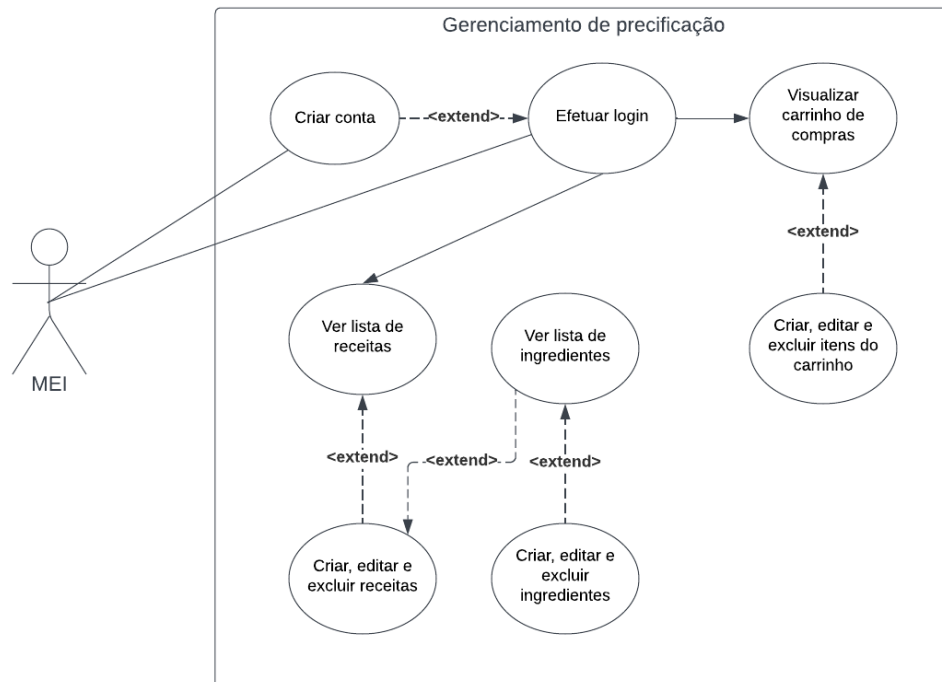 Gerenciamento de precificação
Criar conta
<extend>
Efetuar login
Visualizar
carrinho de
compras
<extend>
MEI
Ver lista de
receitas
Ver lista de
ingredientes
Criar, editar e
excluir itens do
carrinho
<extend>
<extend>
<extend>
Criar, editar e
excluir receitas
Criar, editar e
excluir
ingredientes